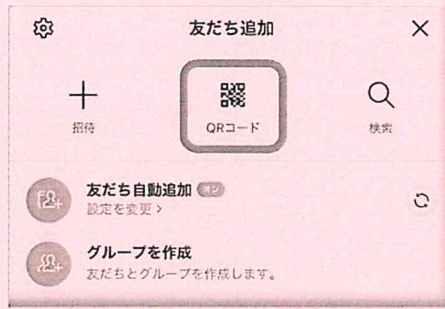 友だち追加
招待
QRコード
検索
友だち自動追加 オン
設定を変更 >
グループを作成
友だちとグループを作成します。